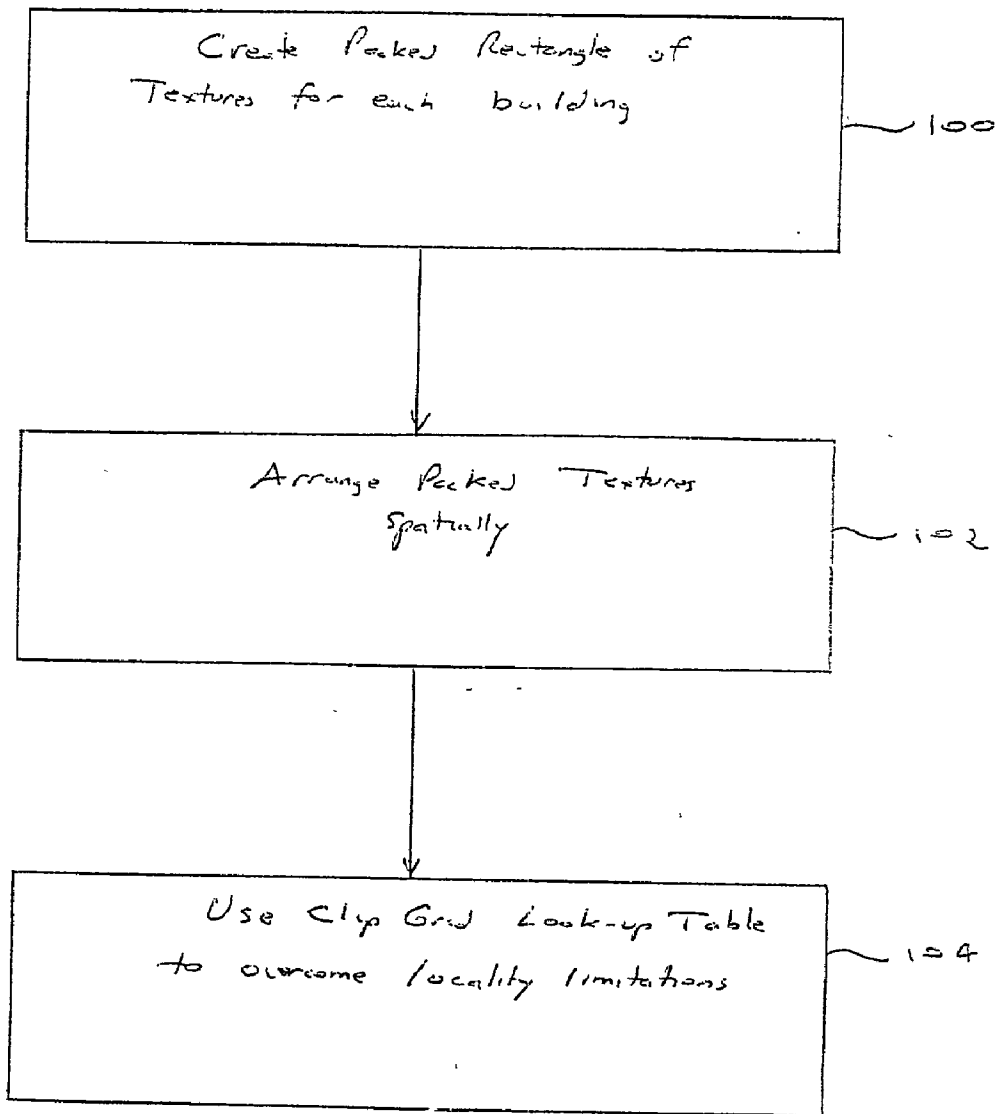 Create Packed Rectangle of
Textures for each building
100
Arrange Packed Textures
Spatially
102
Use Clip Grid Look-up Table
to overcome locality limitations
104